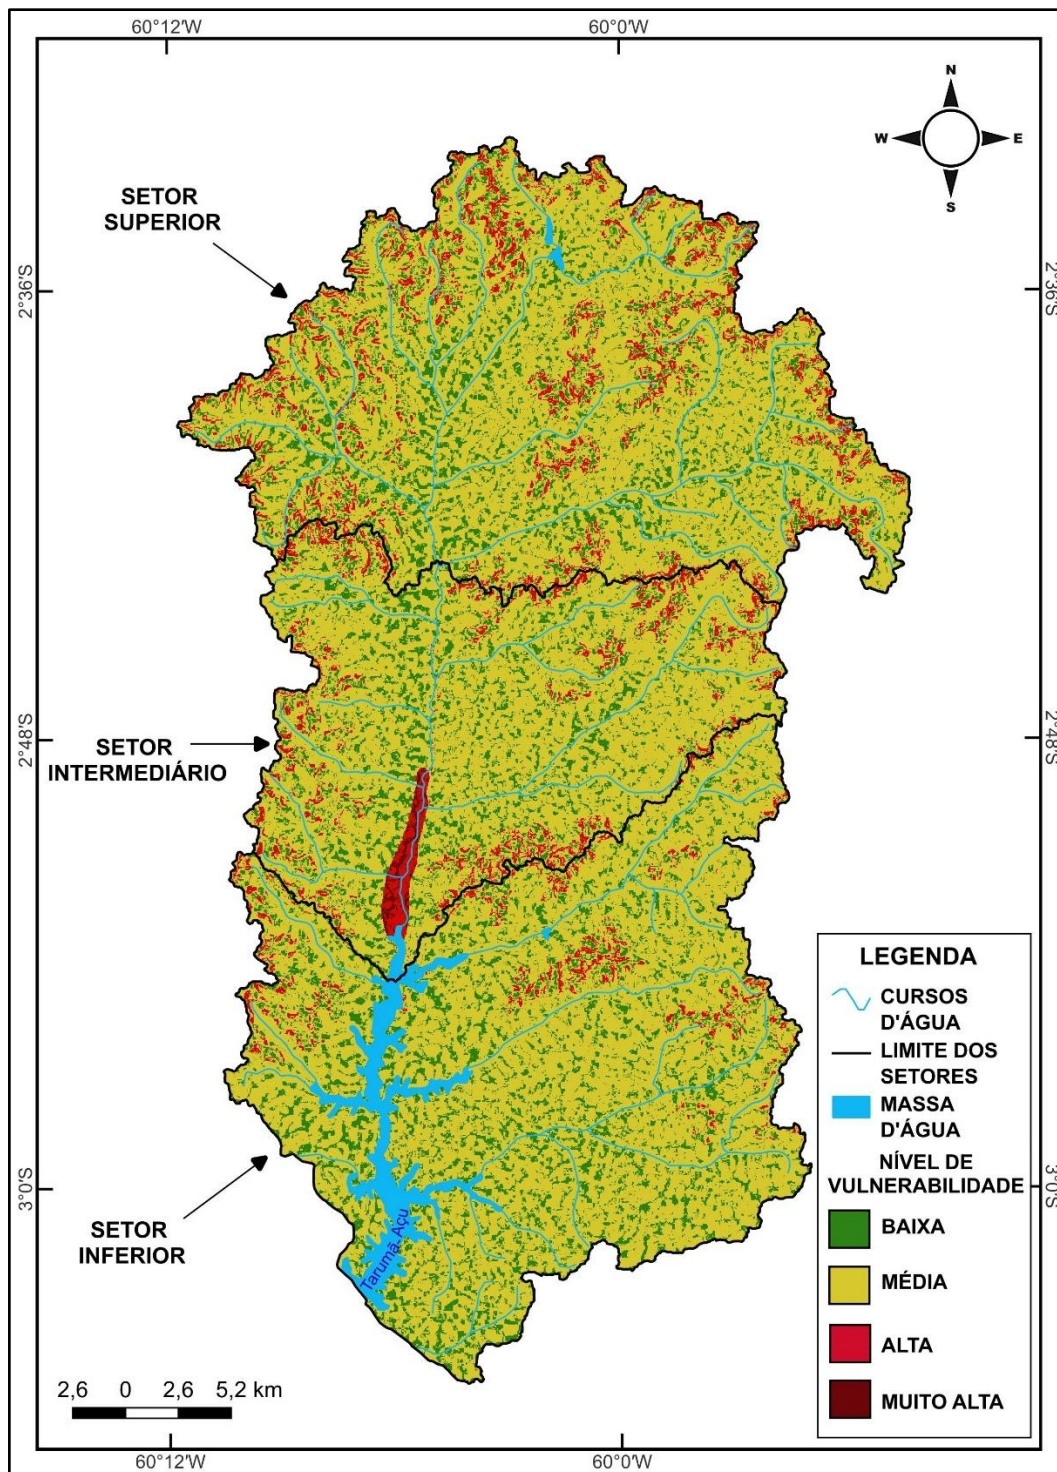 60°12'W
60°0'W
N
W
E
S
SETOR
SUPERIOR
2°36'S
2°36'S
2°48'S
SETOR
INTERMEDIÁRIO
2°48'S
LEGENDA
CURSOS
D'ÁGUA
LIMITE DOS
SETORES
MASSA
D'ÁGUA
NÍVEL DE
VULNERABILIDADE
BAIXA
MÉDIA
ALTA
MUITO ALTA
3°0'S
3°0'S
SETOR
INFERIOR
Tarumã-Açu
2,6 0 2,6 5,2 km
60°12'W
60°0'W